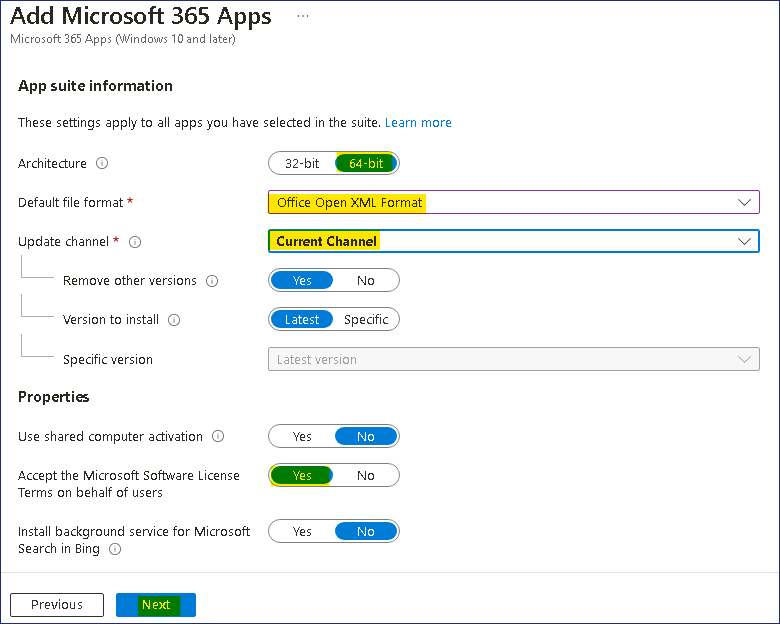 Add Microsoft 365 Apps ...
Microsoft 365 Apps (Windows 10 and later)
App suite information
These settings apply to all apps you have selected in the suite. Learn more
Architecture 32-bit 64-bit
Default file format * Office Open XML Format
Update channel * Current Channel
Remove other versions Yes No
Version to install Latest Specific
Specific version Latest version
Properties
Use shared computer activation Yes No
Accept the Microsoft Software License Yes No
Terms on behalf of users
Install background service for Microsoft Yes No
Search in Bing
Previous Next